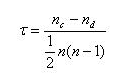 τ = (n_c − n_d) / (½ n(n−1))